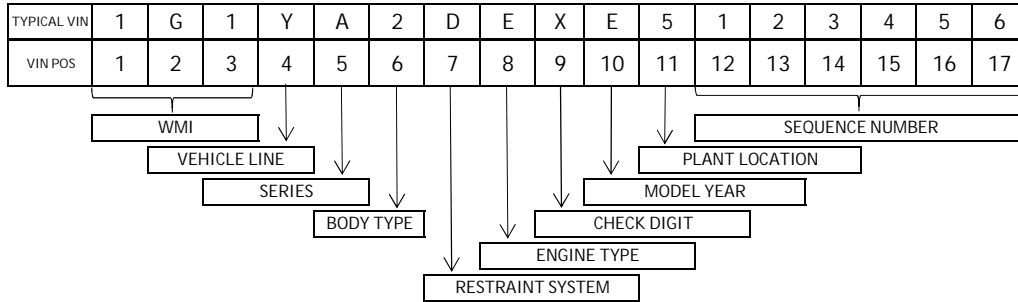 TYPICAL VIN 1 G 1 Y A 2 D E X E 5 1 2 3 4 5 6
VIN POS 1 2 3 4 5 6 7 8 9 10 11 12 13 14 15 16 17
WMI SEQUENCE NUMBER
VEHICLE LINE PLANT LOCATION
SERIES MODEL YEAR
BODY TYPE CHECK DIGIT
ENGINE TYPE
RESTRAINT SYSTEM